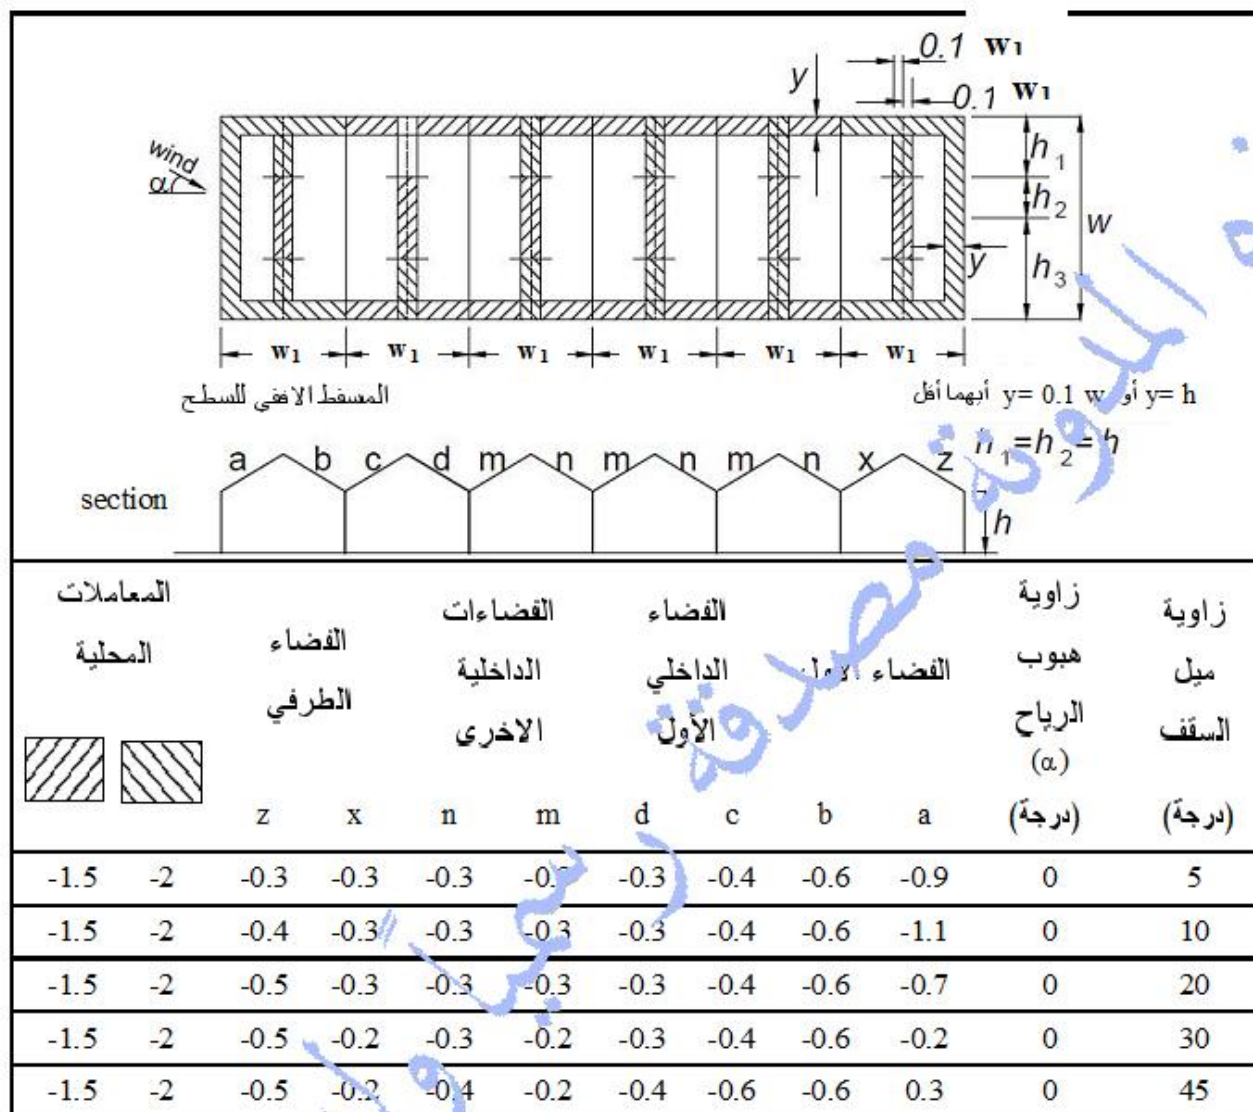 0.1 w₁
y
0.1 w₁
wind
α
h₁
h₂
w
y
h₃
w₁ w₁ w₁ w₁ w₁ w₁
المسقط الافقي للسطح
y= h أو y= 0.1 w أيهما أقل
h₁=h₂=h
a b c d m n m n m n x z
section
h
زاوية ميل السقف (درجة)
زاوية هبوب الرياح (α) (درجة)
الفضاء الاول
الفضاء الداخلي الأول
الفضاءات الداخلية الاخرى
الفضاء الطرفي
المعاملات المحلية
z x n m d c b a
-1.5 -2 -0.3 -0.3 -0.3 -0.3 -0.4 -0.6 -0.9 0 5
-1.5 -2 -0.4 -0.3 -0.3 -0.3 -0.3 -0.4 -0.6 -1.1 0 10
-1.5 -2 -0.5 -0.3 -0.3 -0.3 -0.3 -0.4 -0.6 -0.7 0 20
-1.5 -2 -0.5 -0.2 -0.3 -0.2 -0.3 -0.4 -0.6 -0.2 0 30
-1.5 -2 -0.5 -0.2 -0.4 -0.2 -0.4 -0.6 -0.6 0.3 0 45